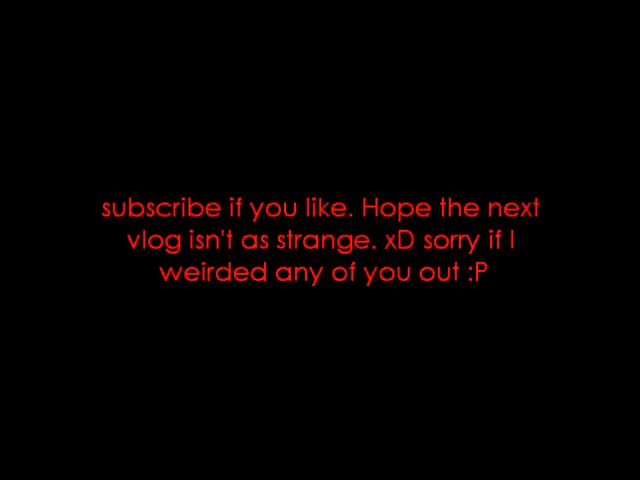 subscribe if you like. Hope the next
vlog isn't as strange. xD sorry if I
weirded any of you out :P